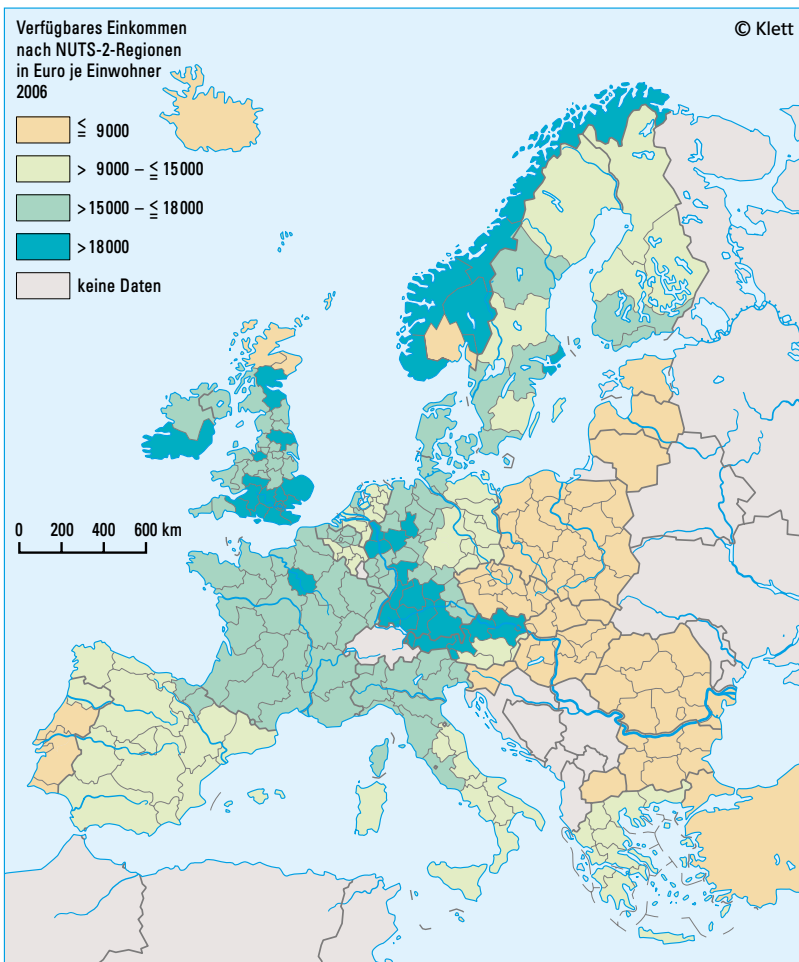 Verfügbares Einkommen
nach NUTS-2-Regionen
in Euro je Einwohner
2006
© Klett
≦ 9000
> 9000 – ≦ 15000
>15000 – ≦ 18000
>18000
keine Daten
0 200 400 600 km